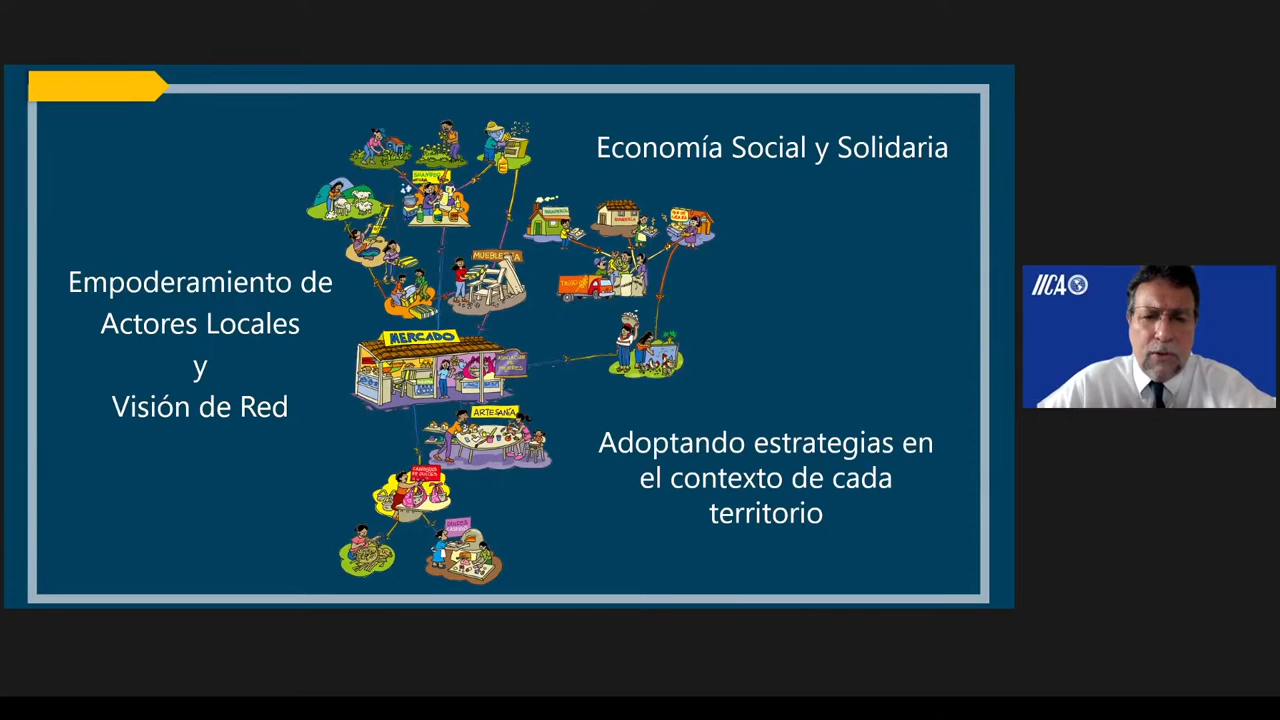 Economía Social y Solidaria
Empoderamiento de
Actores Locales
y
Visión de Red
MERCADO
ARTESANÍA
Adoptando estrategias en
el contexto de cada
territorio
IICA